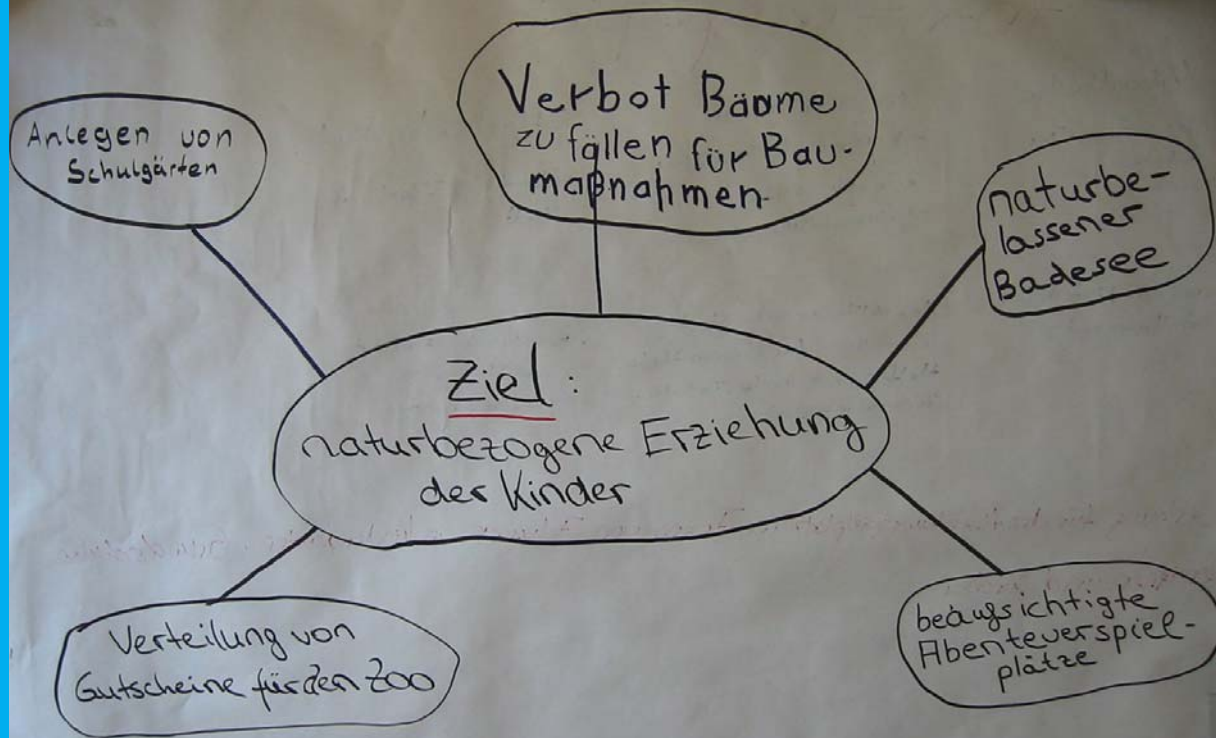 Anlegen von
Schulgärten
Verbot Bäume
zu fällen für Bau-
maßnahmen.
naturbe-
lassener
Badesee
Ziel:
naturbezogene Erziehung
der Kinder
Verteilung von
Gutscheine für den Zoo
beaufsichtigte
Abenteuerspiel-
plätze